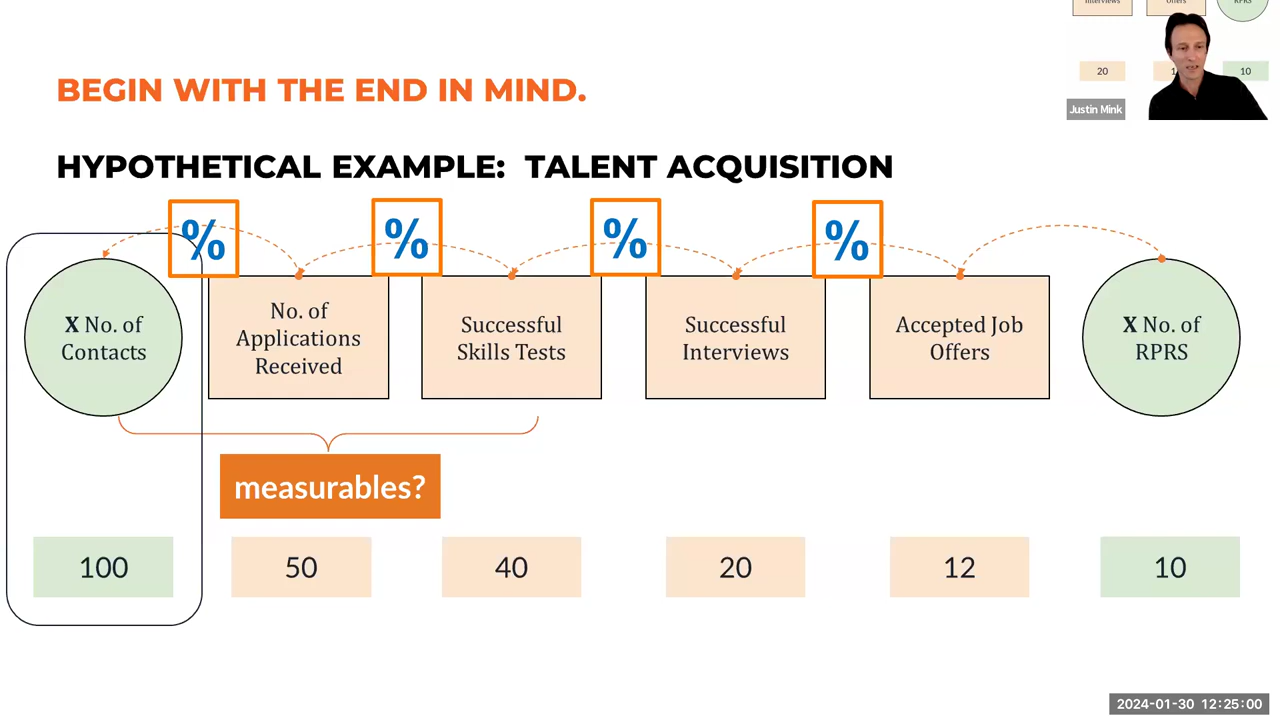 Interviews
Offers
RPRS
20
10
Justin Mink
BEGIN WITH THE END IN MIND.
HYPOTHETICAL EXAMPLE: TALENT ACQUISITION
% % % %
X No. of
Contacts
No. of
Applications
Received
Successful
Skills Tests
Successful
Interviews
Accepted Job
Offers
X No. of
RPRS
measurables?
100 50 40 20 12 10
2024-01-30 12:25:00